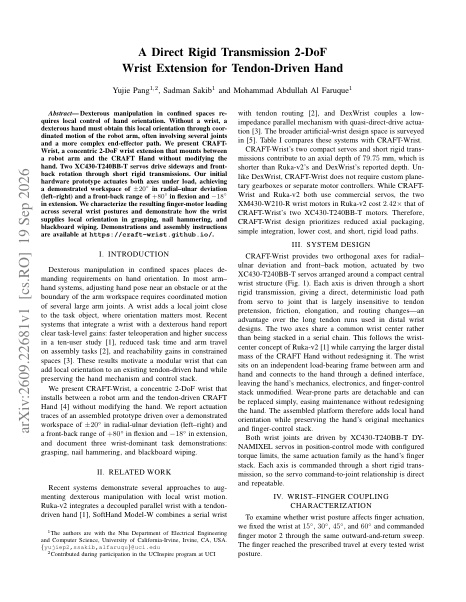 A Direct Rigid Transmission 2-DoF
Wrist Extension for Tendon-Driven Hand
Yujie Pang1,2, Sadman Sakib1 and Mohammad Abdullah Al Faruque1
arXiv:2609.22681v1 [cs.RO] 19 Sep 2026
Abstract—Dexterous manipulation in confined spaces re-
quires local control of hand orientation. Without a wrist, a
dexterous hand must obtain this local orientation through coor-
dinated motion of the robot arm, often involving several joints
and a more complex end-effector path. We present CRAFT-
Wrist, a concentric 2-DoF wrist extension that mounts between
a robot arm and the CRAFT Hand without modifying the
hand. Two XC430-T240BB-T servos drive sideways and front-
back rotation through short rigid transmissions. Our initial
hardware prototype actuates both axes under load, achieving
a demonstrated workspace of ±20° in radial–ulnar deviation
(left-right) and a front-back range of +80° in flexion and −18°
in extension. We characterize the resulting finger-motor loading
across several wrist postures and demonstrate how the wrist
supplies local orientation in grasping, nail hammering, and
blackboard wiping. Demonstrations and assembly instructions
are available at https://craft-wrist.github.io/.
I. INTRODUCTION
Dexterous manipulation in confined spaces places de-
manding requirements on hand orientation. In most arm–
hand systems, adjusting hand pose near an obstacle or at the
boundary of the arm workspace requires coordinated motion
of several large arm joints. A wrist adds a local joint close
to the task object, where orientation matters most. Recent
systems that integrate a wrist with a dexterous hand report
clear task-level gains: faster teleoperation and higher success
in a ten-user study [1], reduced task time and arm travel
on assembly tasks [2], and reachability gains in constrained
spaces [3]. These results motivate a modular wrist that can
add local orientation to an existing tendon-driven hand while
preserving the hand mechanism and control stack.
We present CRAFT-Wrist, a concentric 2-DoF wrist that
installs between a robot arm and the tendon-driven CRAFT
Hand [4] without modifying the hand. We report actuation
traces of an assembled prototype driven over a demonstrated
workspace of ±20° in radial-ulnar deviation (left-right) and
a front-back range of +80° in flexion and −18° in extension,
and document three wrist-dominant task demonstrations:
grasping, nail hammering, and blackboard wiping.
II. RELATED WORK
Recent systems demonstrate several approaches to aug-
menting dexterous manipulation with local wrist motion.
Ruka-v2 integrates a decoupled parallel wrist with a tendon-
driven hand [1], SoftHand Model-W combines a serial wrist
1The authors are with the Nhu Department of Electrical Engineering
and Computer Science, University of California-Irvine, Irvine, CA, USA.
{yujiep2,ssakib,alfaruqu}@uci.edu
2Contributed during participation in the UCInspire program at UCI
with tendon routing [2], and DexWrist couples a low-
impedance parallel mechanism with quasi-direct-drive actua-
tion [3]. The broader artificial-wrist design space is surveyed
in [5]. Table I compares these systems with CRAFT-Wrist.
CRAFT-Wrist's two compact servos and short rigid trans-
missions contribute to an axial depth of 79.75 mm, which is
shorter than Ruka-v2's and DexWrist's reported depth. Un-
like DexWrist, CRAFT-Wrist does not require custom plane-
tary gearboxes or separate motor controllers. While CRAFT-
Wrist and Ruka-v2 both use commercial servos, the two
XM430-W210-R wrist motors in Ruka-v2 cost 2.42× that of
CRAFT-Wrist's two XC430-T240BB-T motors. Therefore,
CRAFT-Wrist design prioritizes reduced axial packaging,
simple integration, lower cost, and short, rigid load paths.
III. SYSTEM DESIGN
CRAFT-Wrist provides two orthogonal axes for radial–
ulnar deviation and front–back motion, actuated by two
XC430-T240BB-T servos arranged around a compact central
wrist structure (Fig. 1). Each axis is driven through a short
rigid transmission, giving a direct, deterministic load path
from servo to joint that is largely insensitive to tendon
pretension, friction, elongation, and routing changes—an
advantage over the long tendon runs used in distal wrist
designs. The two axes share a common wrist center rather
than being stacked in a serial chain. This follows the wrist-
center concept of Ruka-v2 [1] while carrying the larger distal
mass of the CRAFT Hand without redesigning it. The wrist
sits on an independent load-bearing frame between arm and
hand and connects to the hand through a defined interface,
leaving the hand's mechanics, electronics, and finger-control
stack unmodified. Wear-prone parts are detachable and can
be replaced simply, easing maintenance without redesigning
the hand. The assembled platform therefore adds local hand
orientation while preserving the hand's original mechanics
and finger-control stack.
Both wrist joints are driven by XC430-T240BB-T DY-
NAMIXEL servos in position-control mode with conservative
torque limits, the same actuation family as the hand's finger
stack. Each axis is commanded through a short rigid trans-
mission, so the servo command-to-joint relationship is direct
and repeatable.
IV. WRIST–FINGER COUPLING
CHARACTERIZATION
To examine whether wrist posture affects finger actuation,
we fixed the wrist at 15°, 30°, 45°, and 60° and commanded
finger motor 2 through the same outward-and-return sweep.
The finger reached the prescribed travel at every tested wrist
posture.